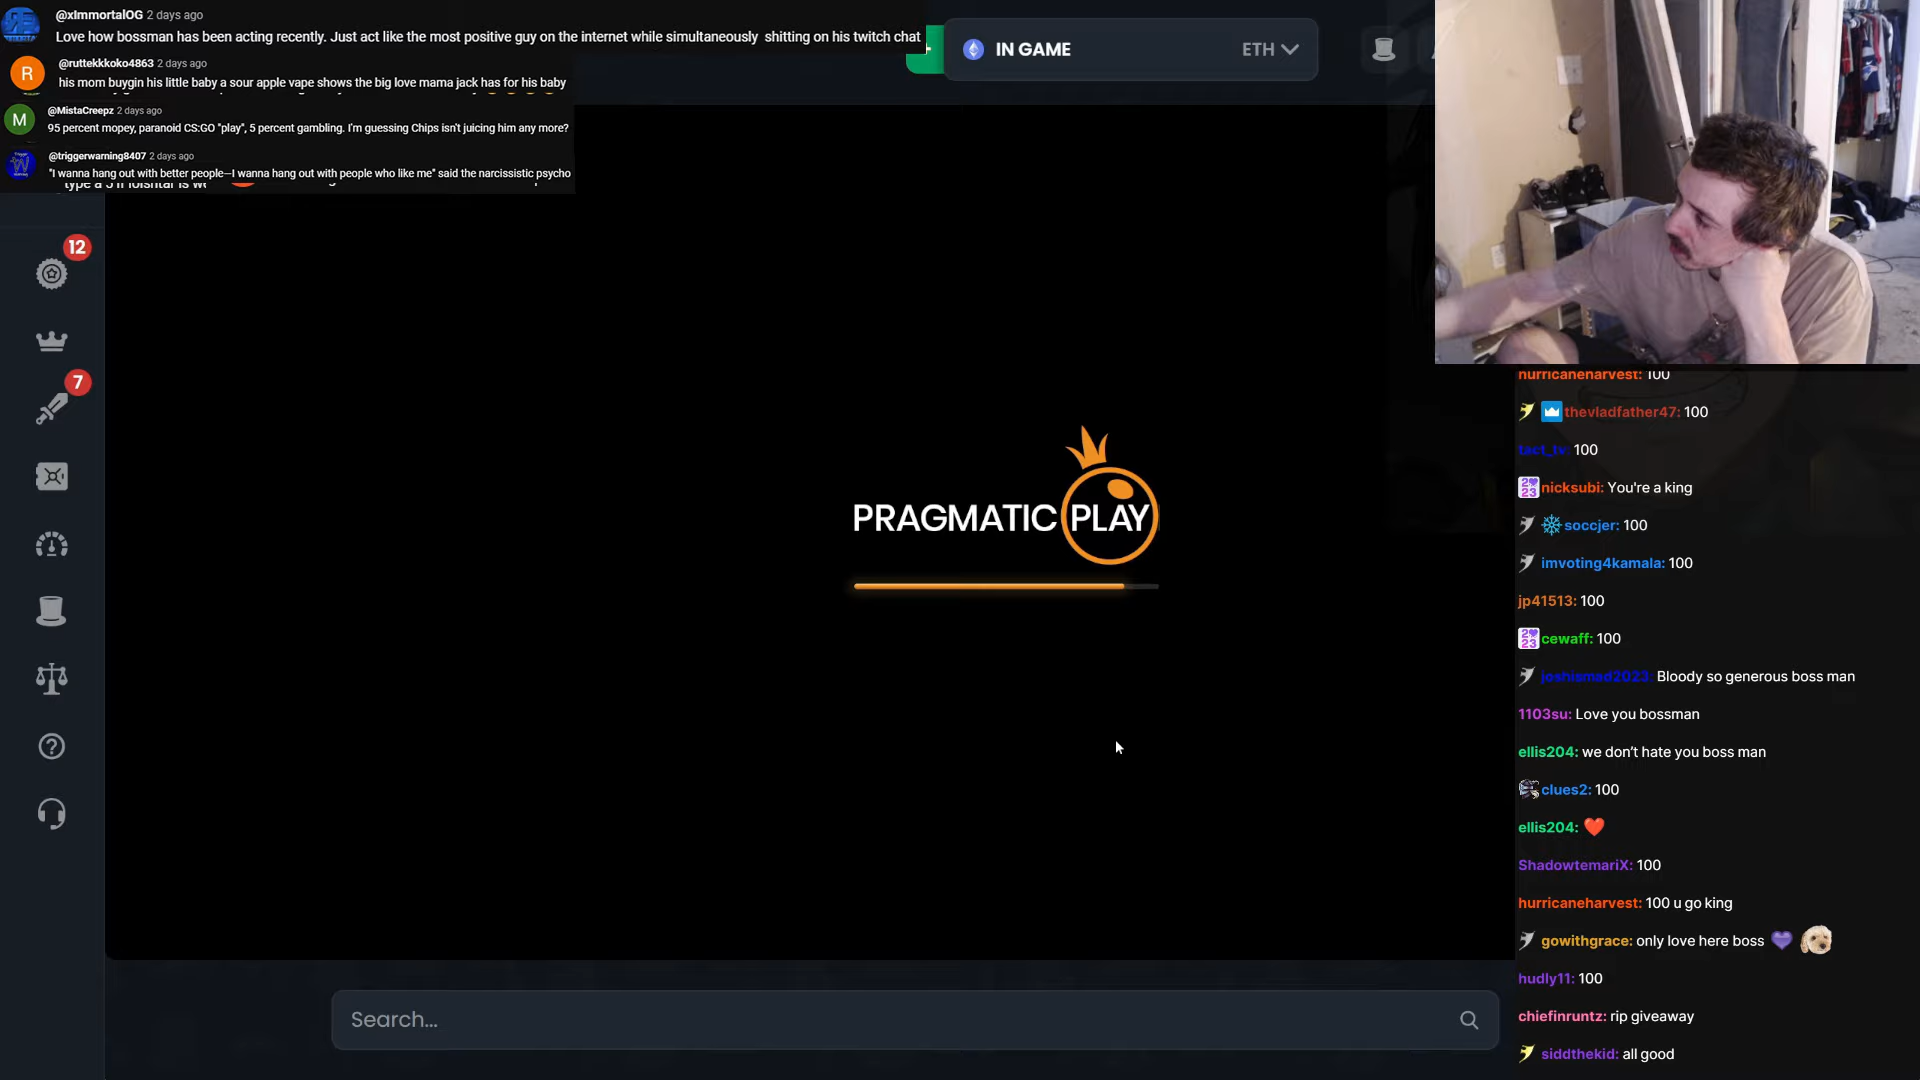 @xImmortalOG 2 days ago
Love how bossman has been acting recently. Just act like the most positive guy on the internet while simultaneously shitting on his twitch chat
@ruttekkkoko4863 2 days ago
his mom buygin his little baby a sour apple vape shows the big love mama jack has for his baby
@MistaCreepz 2 days ago
95 percent mopey, paranoid CS:GO "play", 5 percent gambling. I'm guessing Chips isn't juicing him any more?
@triggerwarning8407 2 days ago
"I wanna hang out with better people—I wanna hang out with people who like me" said the narcissistic psycho
R
M
IN GAME
ETH
12
7
PRAGMATIC PLAY
Search...
hurricaneharvest: 100
thevladfather47: 100
tact_tv: 100
nicksubi: You're a king
soccjer: 100
imvoting4kamala: 100
jp41513: 100
cewaff: 100
joshismad2023: Bloody so generous boss man
1103su: Love you bossman
ellis204: we don't hate you boss man
clues2: 100
ellis204: ❤️
ShadowtemariX: 100
hurricaneharvest: 100 u go king
gowithgrace: only love here boss 💜
hudly11: 100
chiefinruntz: rip giveaway
siddthekid: all good